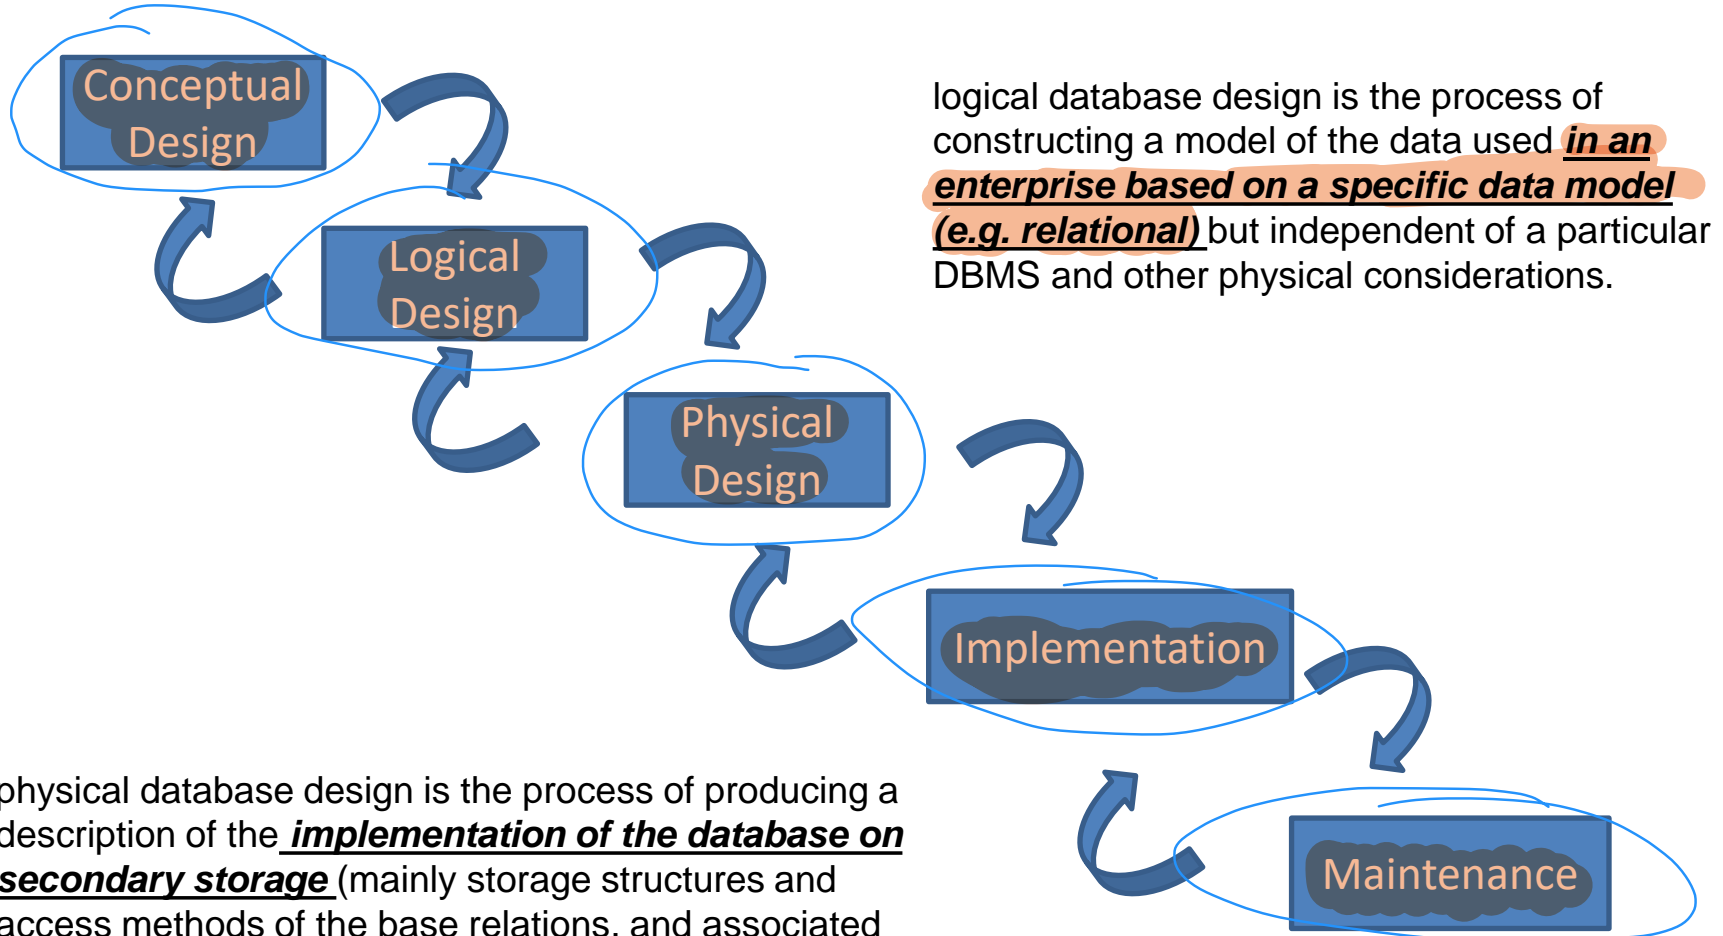 Conceptual
Design
logical database design is the process of
constructing a model of the data used in an
enterprise based on a specific data model
(e.g. relational) but independent of a particular
DBMS and other physical considerations.
Logical
Design
Physical
Design
Implementation
physical database design is the process of producing a
description of the implementation of the database on
secondary storage (mainly storage structures and
access methods of the base relations, and associated
Maintenance